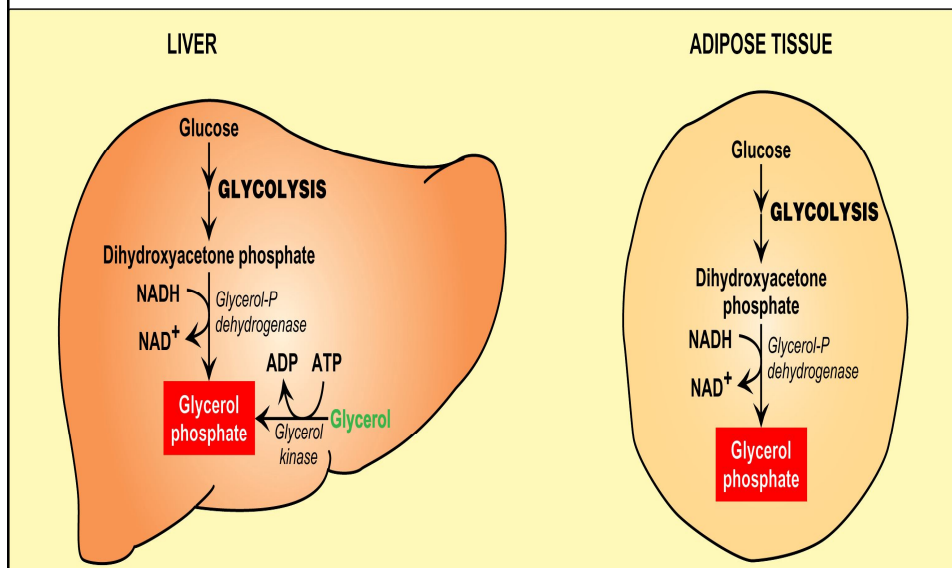 LIVER
Glucose
GLYCOLYSIS
Dihydroxyacetone phosphate
NADH
Glycerol-P
dehydrogenase
NAD+
ADP ATP
Glycerol
phosphate
Glycerol
Glycerol
kinase
ADIPOSE TISSUE
Glucose
GLYCOLYSIS
Dihydroxyacetone
phosphate
NADH
Glycerol-P
dehydrogenase
NAD+
Glycerol
phosphate